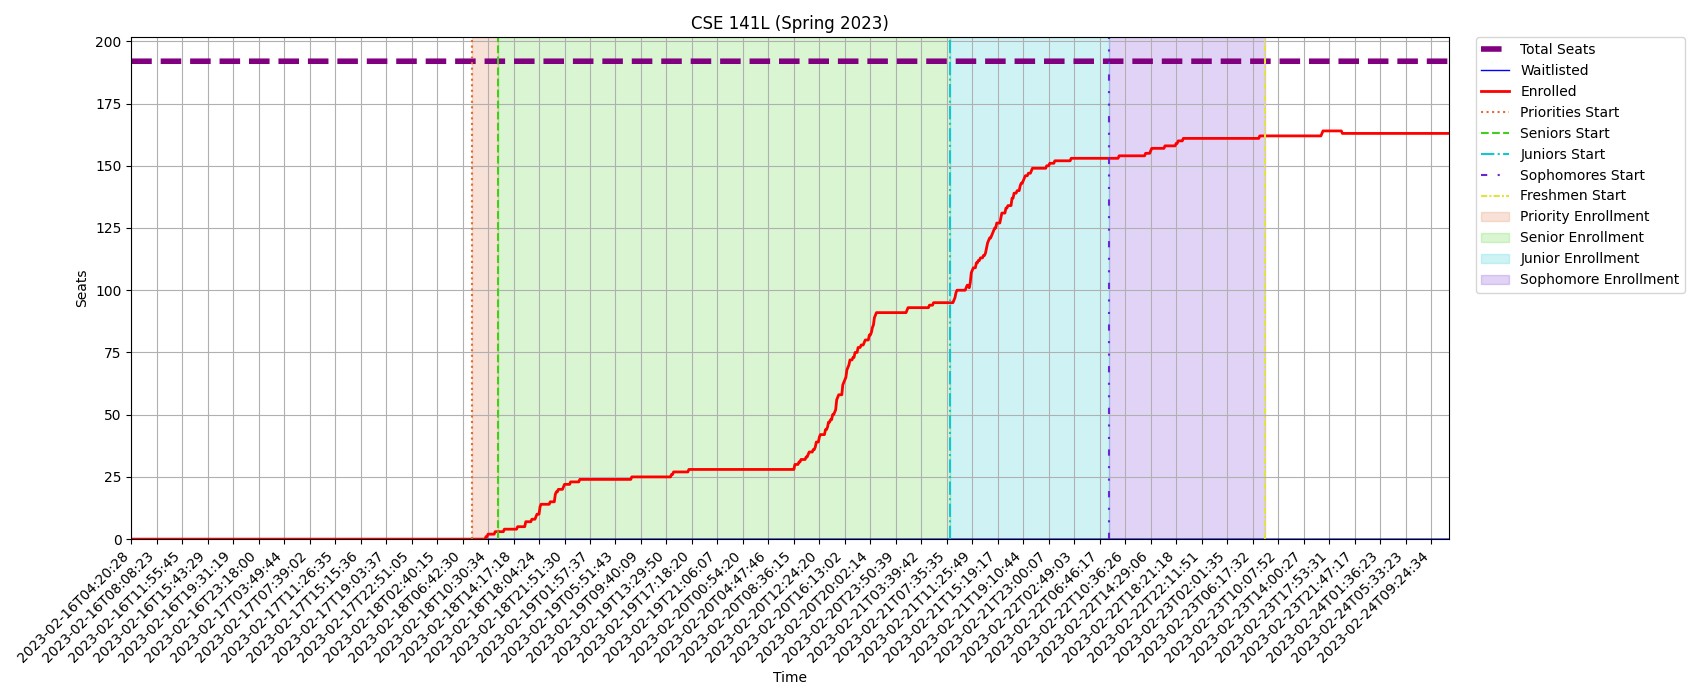 CSE 141L (Spring 2023)
200
175
150
125
100
75
50
25
0
Seats
2023-02-16T04:20:28
2023-02-16T08:08:23
2023-02-16T11:55:45
2023-02-16T15:43:29
2023-02-16T19:31:19
2023-02-16T23:18:00
2023-02-17T03:49:44
2023-02-17T07:39:02
2023-02-17T11:26:35
2023-02-17T15:15:36
2023-02-17T19:03:37
2023-02-17T22:51:05
2023-02-18T02:40:15
2023-02-18T06:42:30
2023-02-18T10:30:34
2023-02-18T14:17:18
2023-02-18T18:04:24
2023-02-18T21:51:30
2023-02-19T01:57:37
2023-02-19T05:51:43
2023-02-19T09:40:09
2023-02-19T13:29:50
2023-02-19T17:18:20
2023-02-19T21:06:07
2023-02-20T00:54:20
2023-02-20T04:47:46
2023-02-20T08:36:15
2023-02-20T12:24:20
2023-02-20T16:13:02
2023-02-20T20:02:14
2023-02-20T23:50:39
2023-02-21T03:39:42
2023-02-21T07:35:35
2023-02-21T11:25:49
2023-02-21T15:19:17
2023-02-21T19:10:44
2023-02-21T23:00:07
2023-02-22T02:49:03
2023-02-22T06:46:17
2023-02-22T10:36:26
2023-02-22T14:29:06
2023-02-22T18:21:18
2023-02-22T22:11:51
2023-02-23T02:01:35
2023-02-23T06:17:32
2023-02-23T10:07:52
2023-02-23T14:00:27
2023-02-23T17:53:31
2023-02-23T21:47:17
2023-02-24T01:36:23
2023-02-24T05:33:23
2023-02-24T09:24:34
Time
Total Seats
Waitlisted
Enrolled
Priorities Start
Seniors Start
Juniors Start
Sophomores Start
Freshmen Start
Priority Enrollment
Senior Enrollment
Junior Enrollment
Sophomore Enrollment